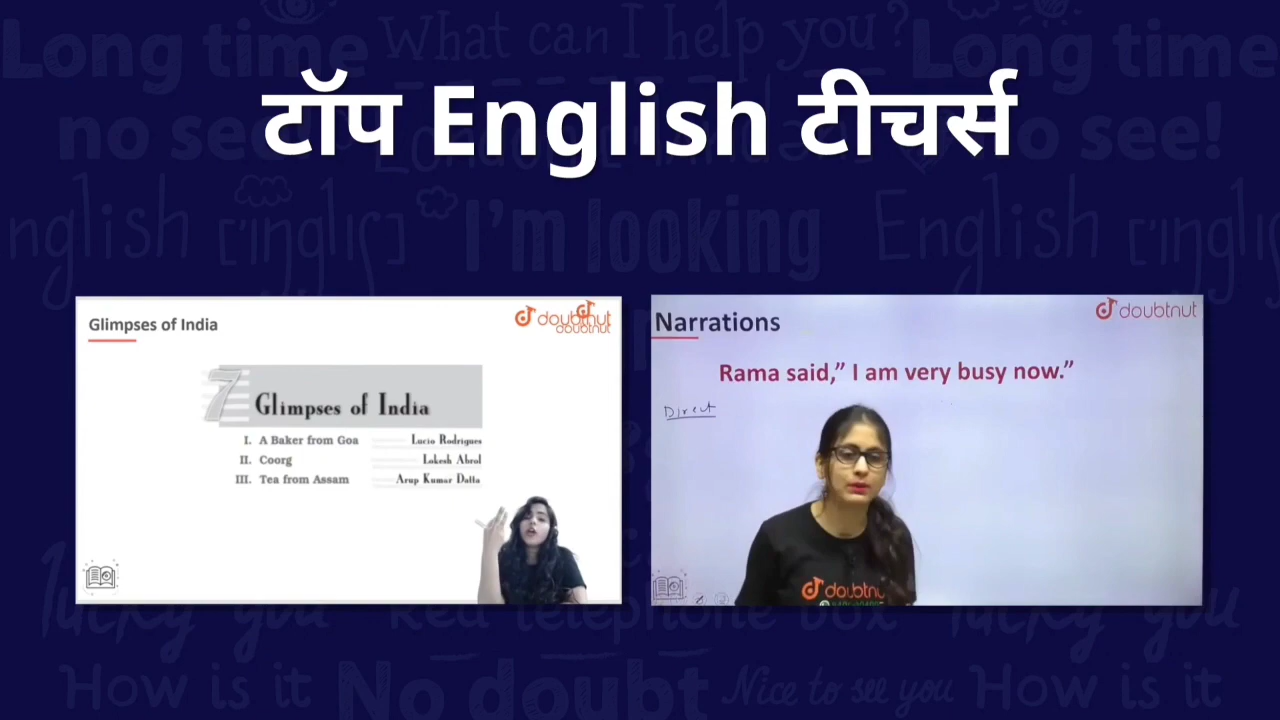 Long time What can I help you? Long time
no see! no see!
टॉप English टीचर्स
English I'm looking English
Glimpses of India
doubtnut
doubtnut
7
Glimpses of India
I. A Baker from Goa Lucio Rodrigues
II. Coorg Lokesh Abrol
III. Tea from Assam Arup Kumar Datta
Narrations
doubtnut
Rama said,” I am very busy now.”
Direct
doubtnut
lucky you Red telephone box lucky you
How is it No doubt Nice to see you How is it